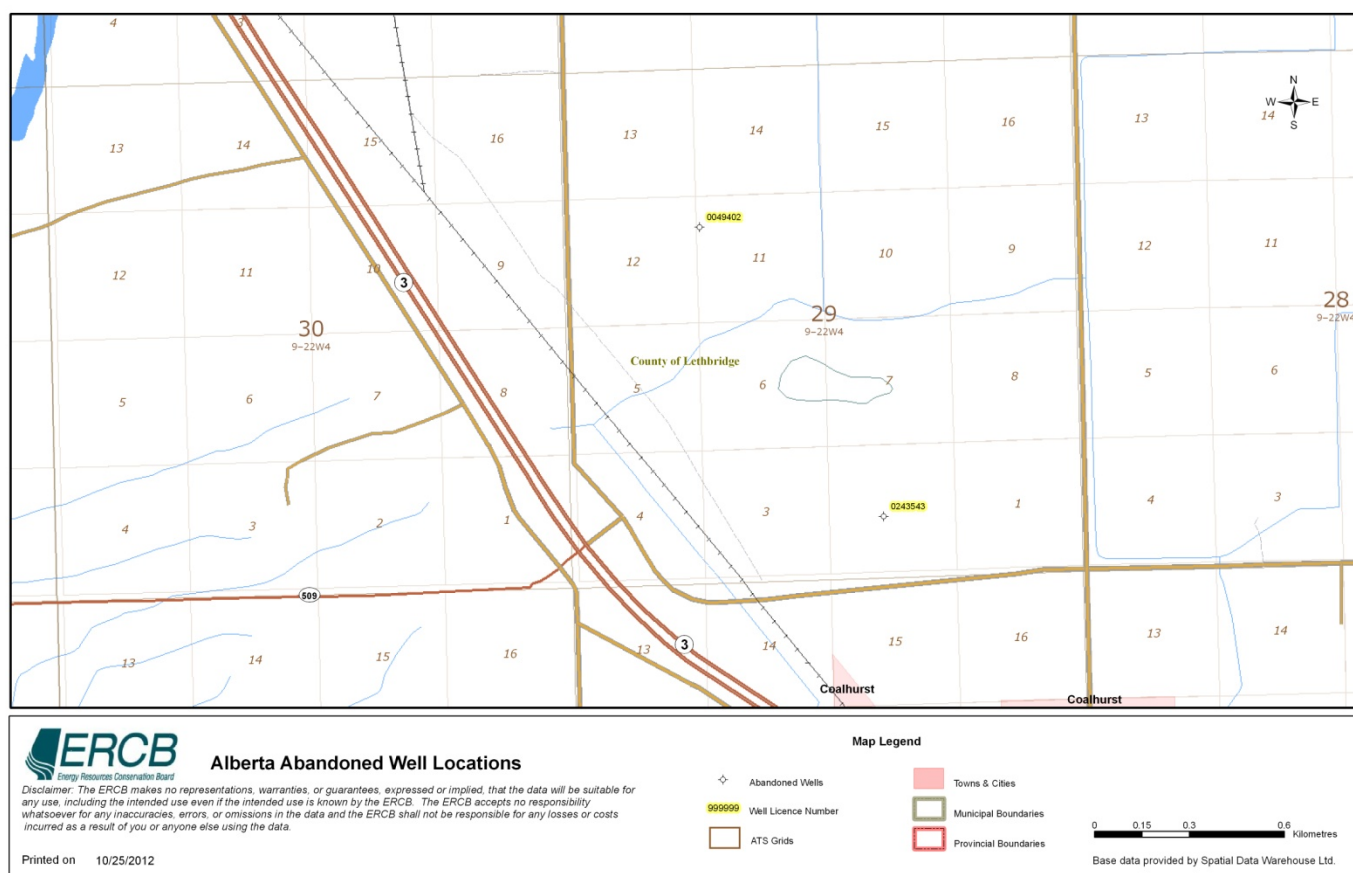 4
3
13
14
15
16
13
14
15
16
13
14
N
W E
S
0049402
12
11
10
3
9
12
11
10
9
12
11
30
9-22W4
29
9-22W4
28
9-22W4
County of Lethbridge
5
6
7
8
5
6
7
8
5
6
4
3
2
1
4
3
0243543
1
4
3
509
13
14
15
16
13
3
14
15
16
13
14
Coalhurst
Coalhurst
ERCB
Energy Resources Conservation Board
Alberta Abandoned Well Locations
Disclaimer: The ERCB makes no representations, warranties, or guarantees, expressed or implied, that the data will be suitable for
any use, including the intended use even if the intended use is known by the ERCB. The ERCB accepts no responsibility
whatsoever for any inaccuracies, errors, or omissions in the data and the ERCB shall not be responsible for any losses or costs
incurred as a result of you or anyone else using the data.
Printed on 10/25/2012
Map Legend
Abandoned Wells
999999 Well Licence Number
ATS Grids
Towns & Cities
Municipal Boundaries
Provincial Boundaries
0 0.15 0.3 0.6
Kilometres
Base data provided by Spatial Data Warehouse Ltd.